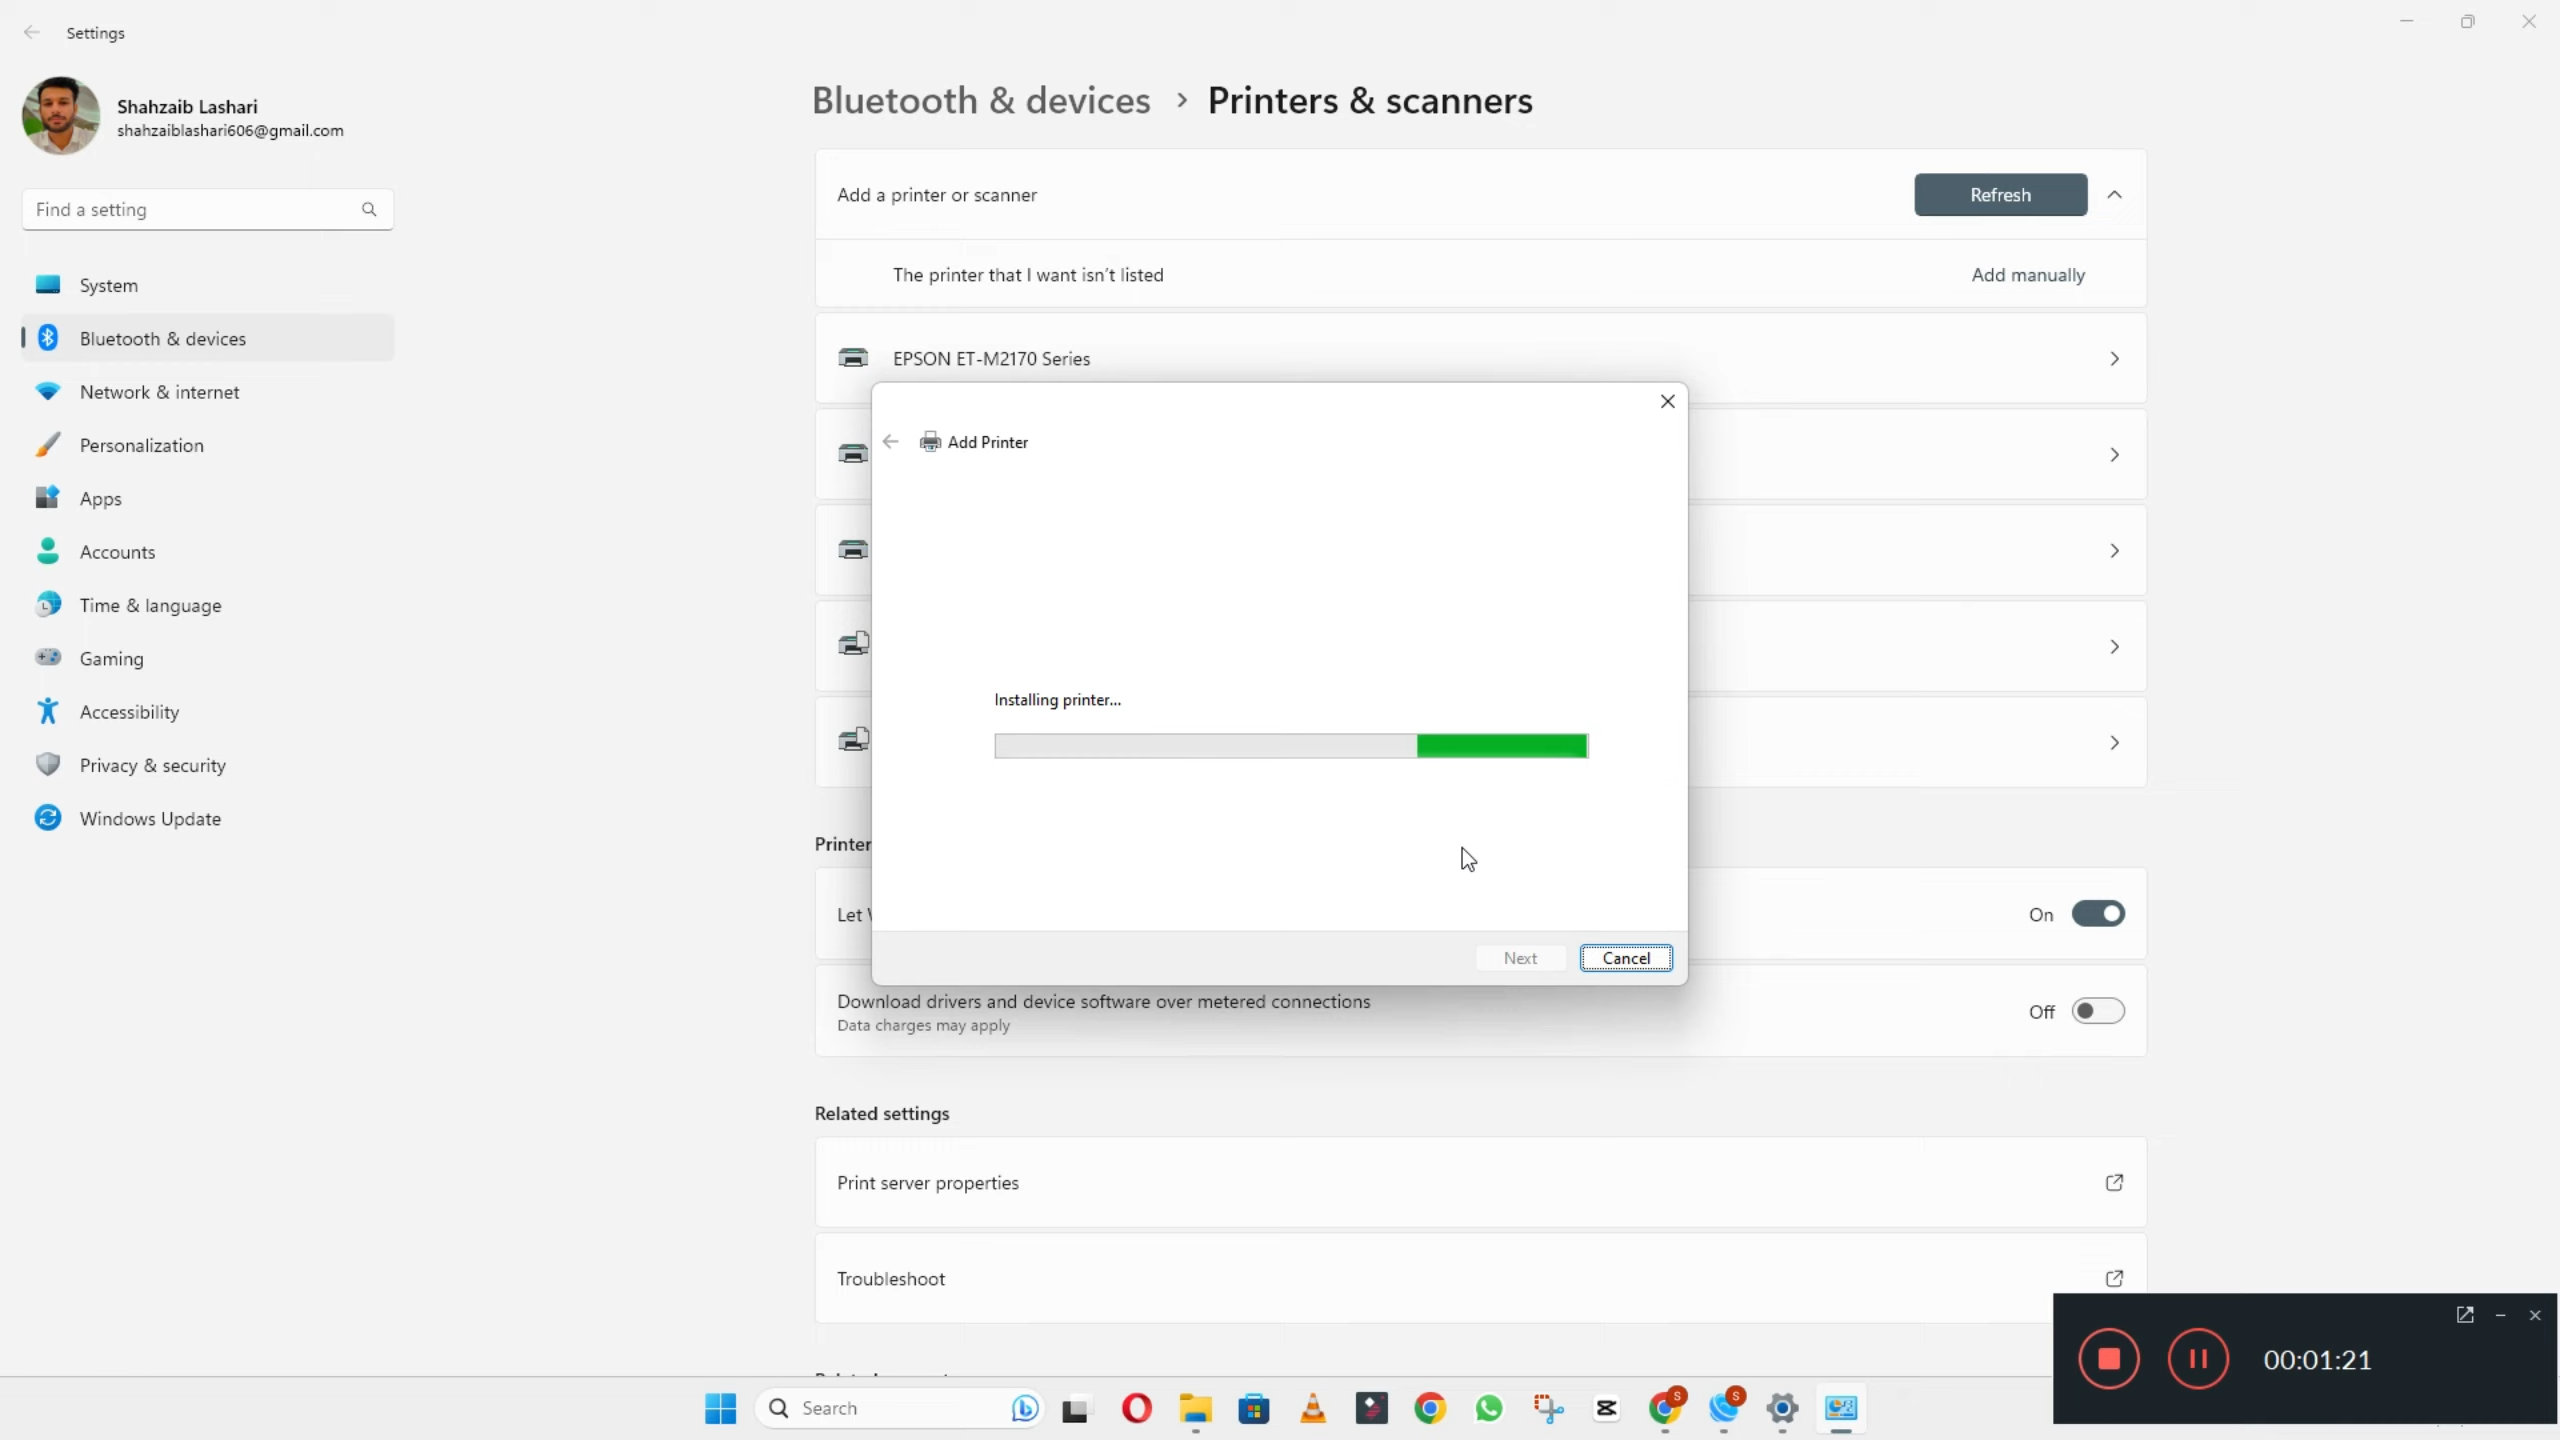 Settings
Shahzaib Lashari
shahzaiblashari606@gmail.com
Find a setting
System
Bluetooth & devices
Network & internet
Personalization
Apps
Accounts
Time & language
Gaming
Accessibility
Privacy & security
Windows Update
Bluetooth & devices > Printers & scanners
Add a printer or scanner
Refresh
The printer that I want isn't listed
Add manually
EPSON ET-M2170 Series
Add Printer
Installing printer...
Next
Cancel
Printer
Let
On
Download drivers and device software over metered connections
Data charges may apply
Off
Related settings
Print server properties
Troubleshoot
00:01:21
Search
S
S